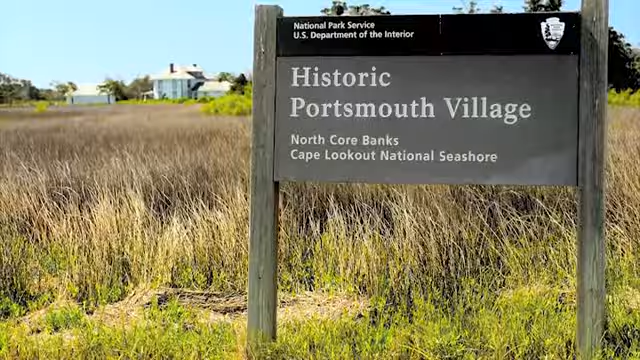 National Park Service
U.S. Department of the Interior
Historic
Portsmouth Village
North Core Banks
Cape Lookout National Seashore